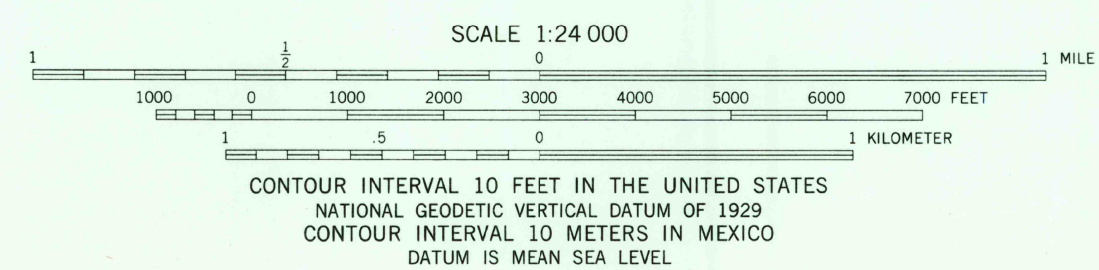 SCALE 1:24 000
1 1/2 0 1 MILE
1000 0 1000 2000 3000 4000 5000 6000 7000 FEET
1 .5 0 1 KILOMETER
CONTOUR INTERVAL 10 FEET IN THE UNITED STATES
NATIONAL GEODETIC VERTICAL DATUM OF 1929
CONTOUR INTERVAL 10 METERS IN MEXICO
DATUM IS MEAN SEA LEVEL